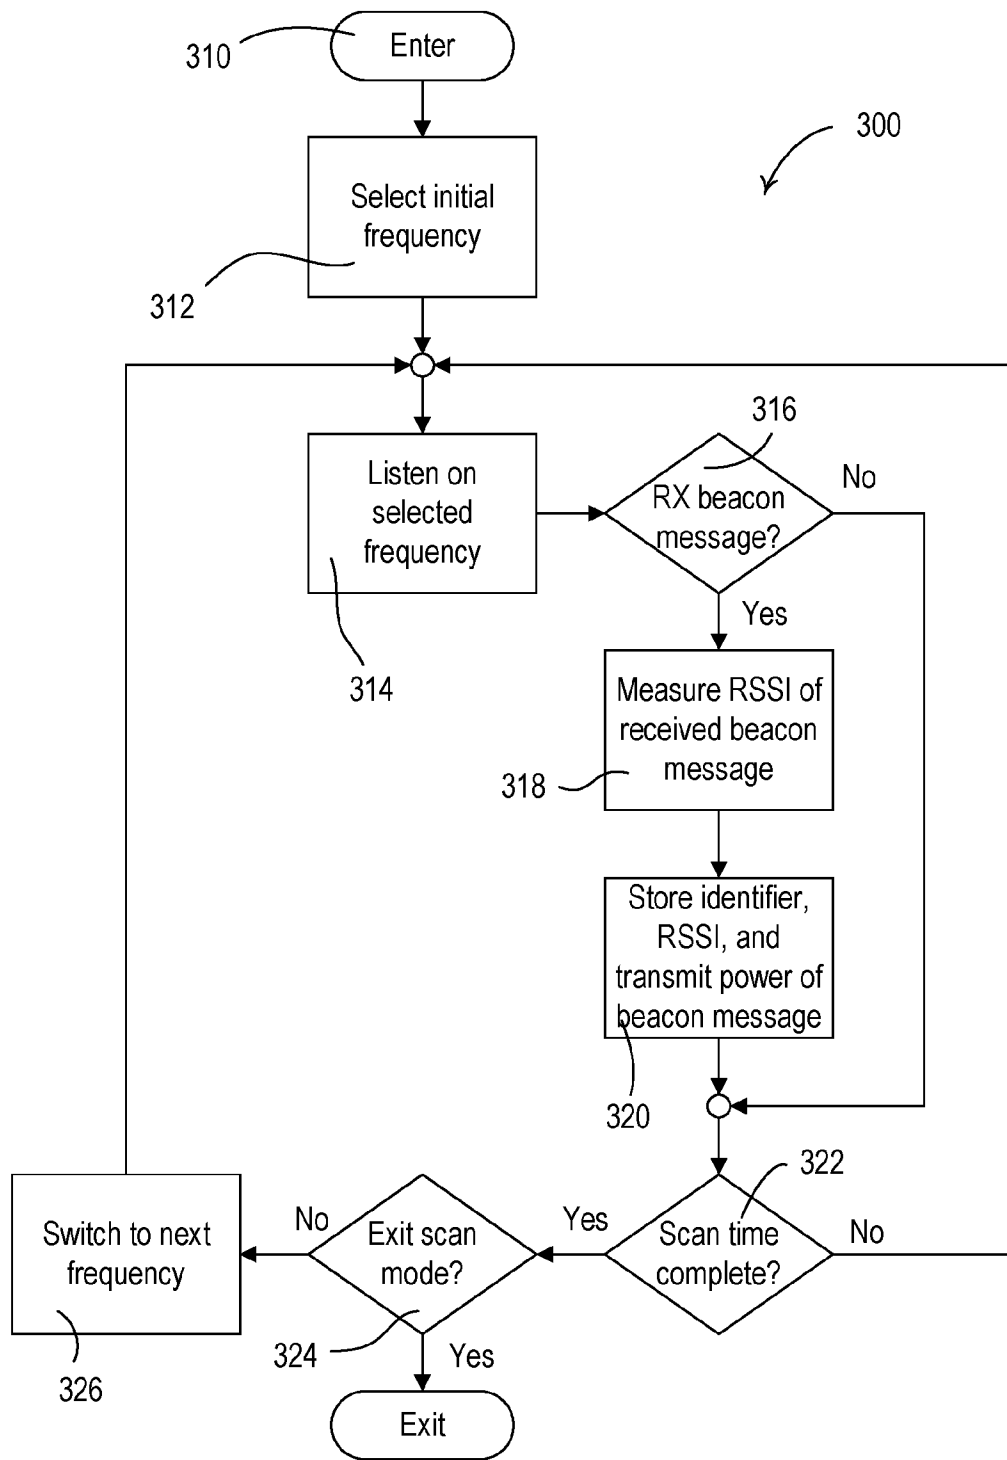 Enter
310
300
Select initial
frequency
312
316
Listen on
selected
frequency
RX beacon
message?
No
Yes
314
Measure RSSI of
received beacon
message
318
Store identifier,
RSSI, and
transmit power of
beacon message
320
322
Switch to next
frequency
No
Exit scan
mode?
Yes
Scan time
complete?
No
324
Yes
326
Exit